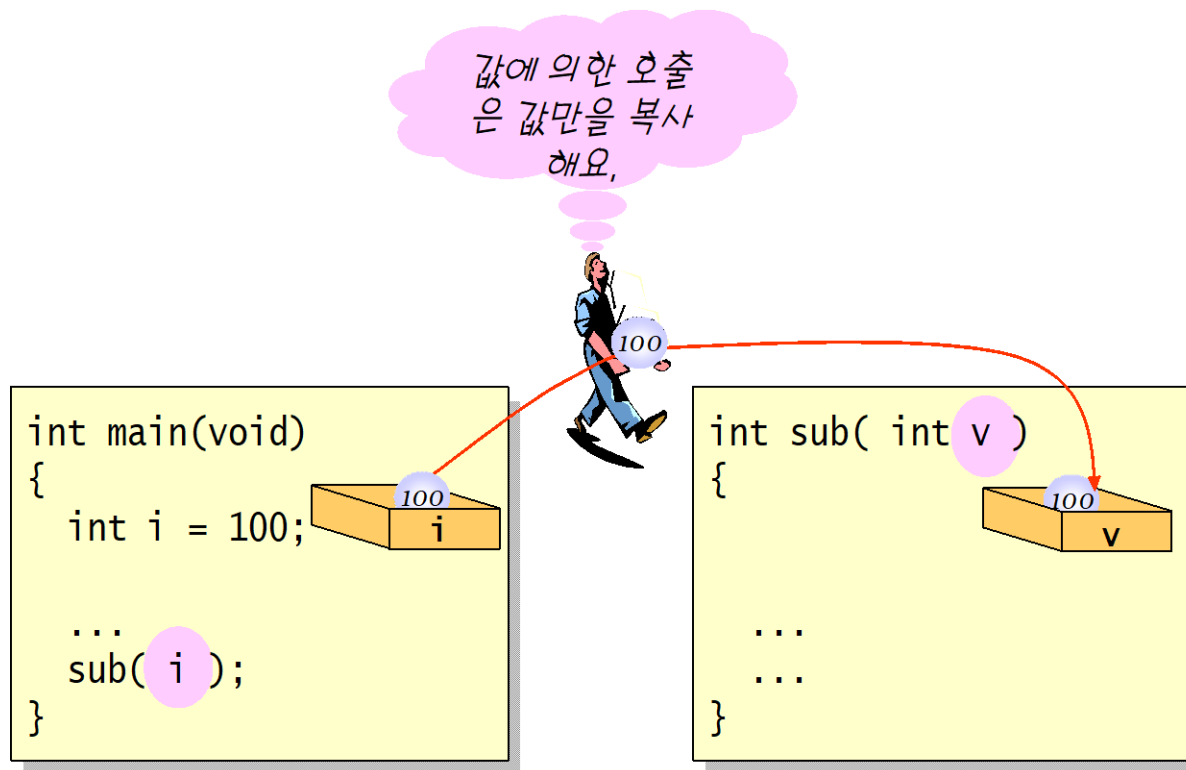 값에 의한 호출
은 값만을 복사
해요,
100
int main(void)
{
int i = 100;
100
i
...
sub( i );
}
int sub( int v )
{
100
v
...
...
}